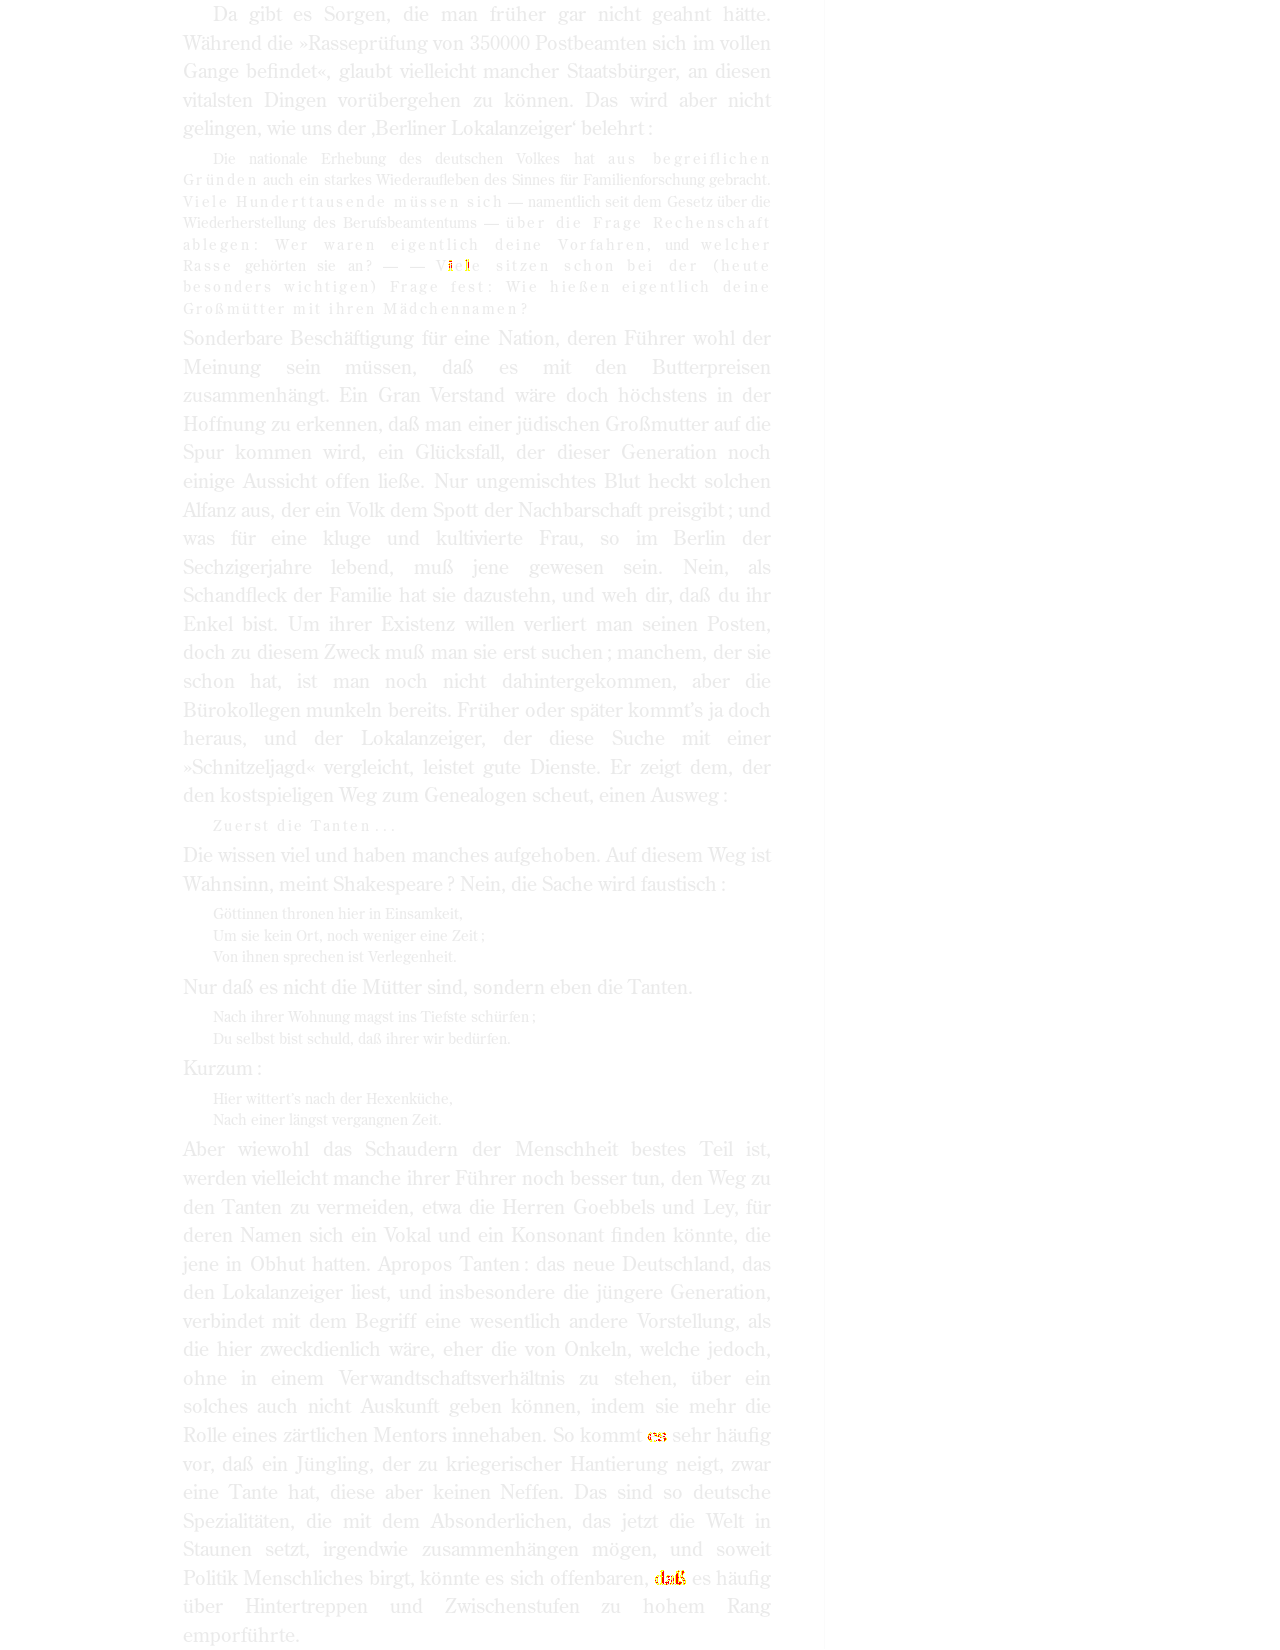 Da gibt es Sorgen, die man früher gar nicht geahnt hätte.
Während die »Rasseprüfung von 350000 Postbeamten sich im vollen
Gange befindet«, glaubt vielleicht mancher Staatsbürger, an diesen
vitalsten Dingen vorübergehen zu können. Das wird aber nicht
gelingen, wie uns der ‚Berliner Lokalanzeiger‘ belehrt :
Die nationale Erhebung des deutschen Volkes hat aus begreiflichen
Gründen auch ein starkes Wiederaufleben des Sinnes für Familienforschung gebracht.
Viele Hunderttausende müssen sich — namentlich seit dem Gesetz über die
Wiederherstellung des Berufsbeamtentums — über die Frage Rechenschaft
ablegen : Wer waren eigentlich deine Vorfahren, und welcher
Rasse gehörten sie an ? — — Viele sitzen schon bei der (heute
besonders wichtigen) Frage fest : Wie hießen eigentlich deine
Großmütter mit ihren Mädchennamen ?
Sonderbare Beschäftigung für eine Nation, deren Führer wohl der
Meinung sein müssen, daß es mit den Butterpreisen
zusammenhängt. Ein Gran Verstand wäre doch höchstens in der
Hoffnung zu erkennen, daß man einer jüdischen Großmutter auf die
Spur kommen wird, ein Glücksfall, der dieser Generation noch
einige Aussicht offen ließe. Nur ungemischtes Blut heckt solchen
Alfanz aus, der ein Volk dem Spott der Nachbarschaft preisgibt ; und
was für eine kluge und kultivierte Frau, so im Berlin der
Sechzigerjahre lebend, muß jene gewesen sein. Nein, als
Schandfleck der Familie hat sie dazustehn, und weh dir, daß du ihr
Enkel bist. Um ihrer Existenz willen verliert man seinen Posten,
doch zu diesem Zweck muß man sie erst suchen ; manchem, der sie
schon hat, ist man noch nicht dahintergekommen, aber die
Bürokollegen munkeln bereits. Früher oder später kommt’s ja doch
heraus, und der Lokalanzeiger, der diese Suche mit einer
»Schnitzeljagd« vergleicht, leistet gute Dienste. Er zeigt dem, der
den kostspieligen Weg zum Genealogen scheut, einen Ausweg :
Zuerst die Tanten . . .
Die wissen viel und haben manches aufgehoben. Auf diesem Weg ist
Wahnsinn, meint Shakespeare ? Nein, die Sache wird faustisch :
Göttinnen thronen hier in Einsamkeit,
Um sie kein Ort, noch weniger eine Zeit ;
Von ihnen sprechen ist Verlegenheit.
Nur daß es nicht die Mütter sind, sondern eben die Tanten.
Nach ihrer Wohnung magst ins Tiefste schürfen ;
Du selbst bist schuld, daß ihrer wir bedürfen.
Kurzum :
Hier wittert’s nach der Hexenküche,
Nach einer längst vergangnen Zeit.
Aber wiewohl das Schaudern der Menschheit bestes Teil ist,
werden vielleicht manche ihrer Führer noch besser tun, den Weg zu
den Tanten zu vermeiden, etwa die Herren Goebbels und Ley, für
deren Namen sich ein Vokal und ein Konsonant finden könnte, die
jene in Obhut hatten. Apropos Tanten : das neue Deutschland, das
den Lokalanzeiger liest, und insbesondere die jüngere Generation,
verbindet mit dem Begriff eine wesentlich andere Vorstellung, als
die hier zweckdienlich wäre, eher die von Onkeln, welche jedoch,
ohne in einem Verwandtschaftsverhältnis zu stehen, über ein
solches auch nicht Auskunft geben können, indem sie mehr die
Rolle eines zärtlichen Mentors innehaben. So kommt es sehr häufig
vor, daß ein Jüngling, der zu kriegerischer Hantierung neigt, zwar
eine Tante hat, diese aber keinen Neffen. Das sind so deutsche
Spezialitäten, die mit dem Absonderlichen, das jetzt die Welt in
Staunen setzt, irgendwie zusammenhängen mögen, und soweit
Politik Menschliches birgt, könnte es sich offenbaren, daß es häufig
über Hintertreppen und Zwischenstufen zu hohem Rang
emporführte.